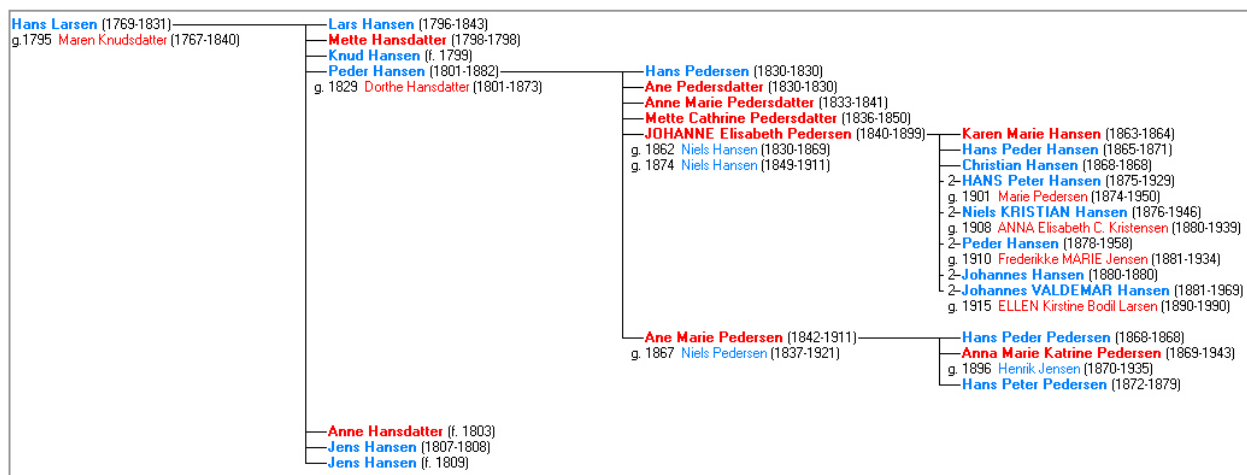 Hans Larsen (1769-1831)
g.1795 Maren Knudsdatter (1767-1840)
Lars Hansen (1796-1843)
Mette Hansdatter (1798-1798)
Knud Hansen (f. 1799)
Peder Hansen (1801-1882)
g. 1829 Dorthe Hansdatter (1801-1873)
Hans Pedersen (1830-1830)
Ane Pedersdatter (1830-1830)
Anne Marie Pedersdatter (1833-1841)
Mette Cathrine Pedersdatter (1836-1850)
JOHANNE Elisabeth Pedersen (1840-1899)
g. 1862 Niels Hansen (1830-1869)
g. 1874 Niels Hansen (1849-1911)
Karen Marie Hansen (1863-1864)
Hans Peder Hansen (1865-1871)
Christian Hansen (1868-1868)
2 HANS Peter Hansen (1875-1929)
g. 1901 Marie Pedersen (1874-1950)
2 Niels KRISTIAN Hansen (1876-1946)
g. 1908 ANNA Elisabeth C. Kristensen (1880-1939)
2 Peder Hansen (1878-1958)
g. 1910 Frederikke MARIE Jensen (1881-1934)
2 Johannes Hansen (1880-1880)
2 Johannes VALDEMAR Hansen (1881-1969)
g. 1915 ELLEN Kirstine Bodil Larsen (1890-1990)
Ane Marie Pedersen (1842-1911)
g. 1867 Niels Pedersen (1837-1921)
Hans Peder Pedersen (1868-1868)
Anna Marie Katrine Pedersen (1869-1943)
g. 1896 Henrik Jensen (1870-1935)
Hans Peter Pedersen (1872-1879)
Anne Hansdatter (f. 1803)
Jens Hansen (1807-1808)
Jens Hansen (f. 1809)